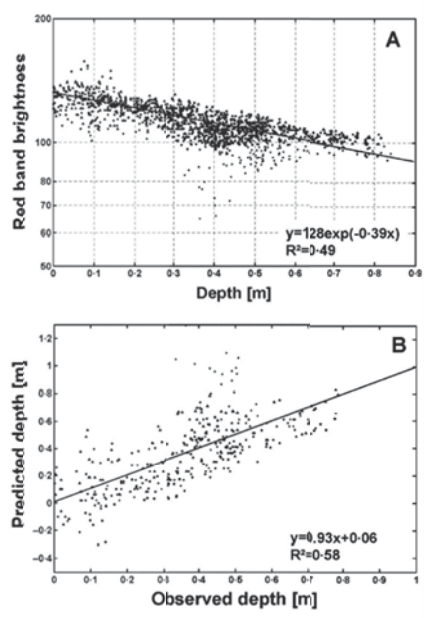 A
200
100
80
70
60
50
Red band brightness
y=128exp(-0·39x)
R²=0·49
0 0·1 0·2 0·3 0·4 0·5 0·6 0·7 0·8 0·9
Depth [m]
B
1·2
1
0·8
0·6
0·4
0·2
0
-0·2
-0·4
Predicted depth [m]
y=0.93x+0·06
R²=0·58
0 0·1 0·2 0·3 0·4 0·5 0·6 0·7 0·8 0·9 1
Observed depth [m]